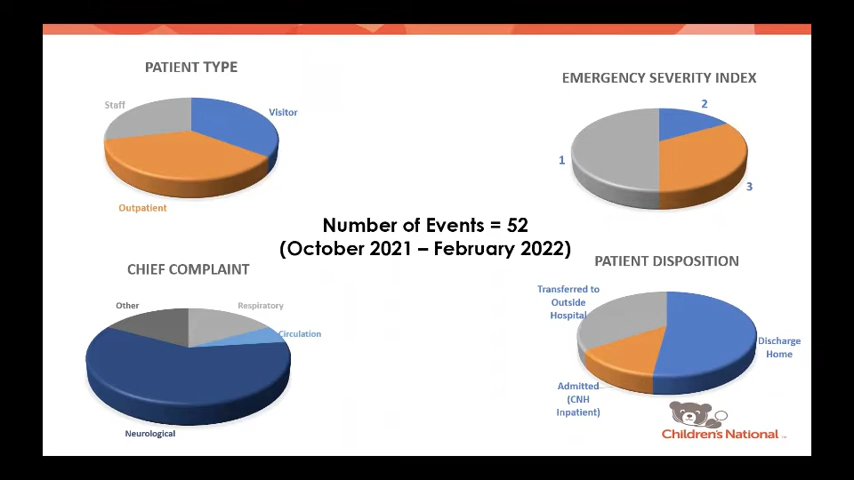 PATIENT TYPE
Staff
Visitor
Outpatient
EMERGENCY SEVERITY INDEX
2
1
3
Number of Events = 52
(October 2021 – February 2022)
CHIEF COMPLAINT
Other
Respiratory
Circulation
Neurological
PATIENT DISPOSITION
Transferred to
Outside
Hospital
Discharge
Home
Admitted
(CNH
Inpatient)
Children's National